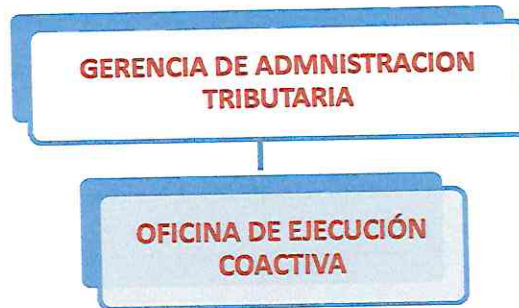 GERENCIA DE ADMNISTRACION
TRIBUTARIA
OFICINA DE EJECUCIÓN
COACTIVA